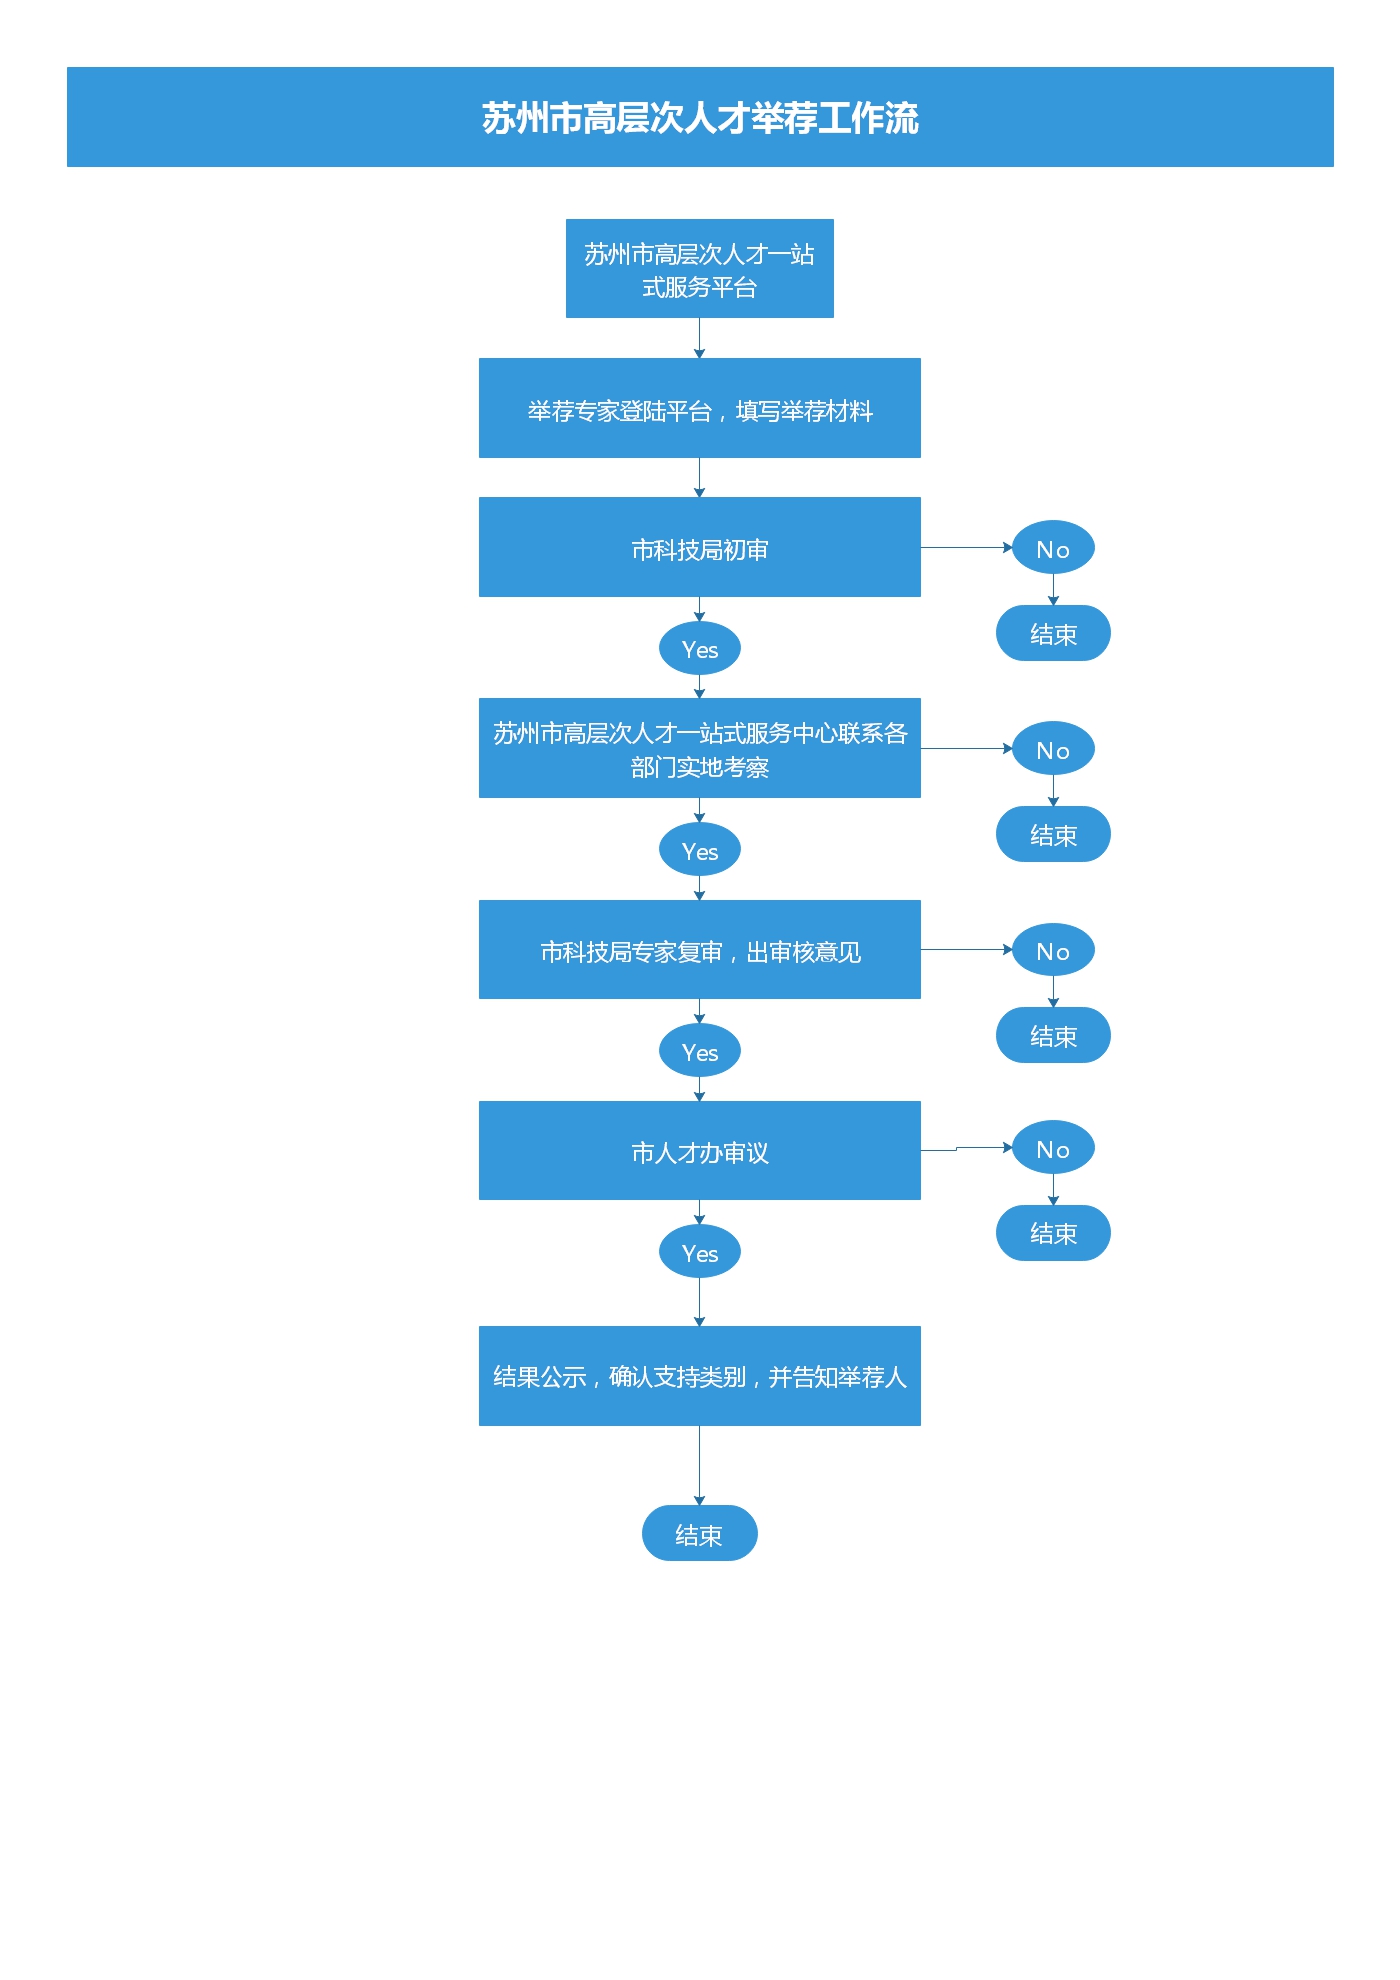 苏州市高层次人才举荐工作流
苏州市高层次人才一站
式服务平台
举荐专家登陆平台，填写举荐材料
市科技局初审
No
结束
Yes
苏州市高层次人才一站式服务中心联系各
部门实地考察
No
结束
Yes
市科技局专家复审，出审核意见
No
结束
Yes
市人才办审议
No
结束
Yes
结果公示，确认支持类别，并告知举荐人
结束